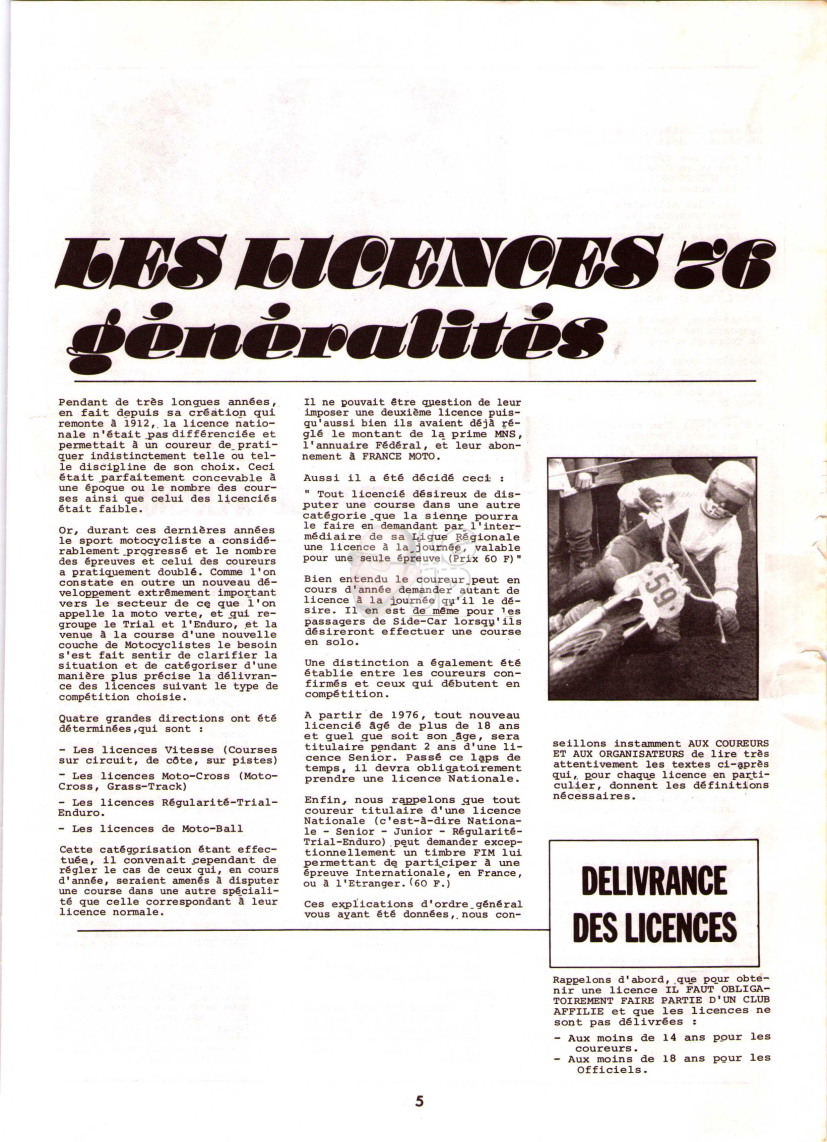 LES LICENCES 76
généralités
Pendant de très longues années,
en fait depuis sa création qui
remonte à 1912, la licence natio-
nale n'était pas différenciée et
permettait à un coureur de prati-
quer indistinctement telle ou tel-
le discipline de son choix. Ceci
était parfaitement concevable à
une époque ou le nombre des cour-
ses ainsi que celui des licenciés
était faible.
Or, durant ces dernières années
le sport motocycliste a considé-
rablement progressé et le nombre
des épreuves et celui des coureurs
a pratiquement doublé. Comme l'on
constate en outre un nouveau dé-
veloppement extrêmement important
vers le secteur de ce que l'on
appelle la moto verte, et qui re-
groupe le Trial et l'Enduro, et la
venue à la course d'une nouvelle
couche de Motocyclistes le besoin
s'est fait sentir de clarifier la
situation et de catégoriser d'une
manière plus précise la délivran-
ce des licences suivant le type de
compétition choisie.
Quatre grandes directions ont été
déterminées,qui sont :
- Les licences Vitesse (Courses
sur circuit, de côte, sur pistes)
- Les licences Moto-Cross (Moto-
Cross, Grass-Track)
- Les licences Régularité-Trial-
Enduro.
- Les licences de Moto-Ball
Cette catégorisation étant effec-
tuée, il convenait cependant de
régler le cas de ceux qui, en cours
d'année, seraient amenés à disputer
une course dans une autre spéciali-
té que celle correspondant à leur
licence normale.
Il ne pouvait être question de leur
imposer une deuxième licence puis-
qu'aussi bien ils avaient déjà ré-
glé le montant de la prime MNS,
l'annuaire Fédéral, et leur abon-
nement à FRANCE MOTO.
Aussi il a été décidé ceci :
" Tout licencié désireux de dis-
puter une course dans une autre
catégorie que la sienne pourra
le faire en demandant par l'inter-
médiaire de sa Ligue Régionale
une licence à la journée, valable
pour une seule épreuve (Prix 60 F)"
Bien entendu le coureur peut en
cours d'année demander autant de
licence à la journée qu'il le dé-
sire. Il en est de même pour les
passagers de Side-Car lorsqu'ils
désireront effectuer une course
en solo.
Une distinction a également été
établie entre les coureurs con-
firmés et ceux qui débutent en
compétition.
A partir de 1976, tout nouveau
licencié âgé de plus de 18 ans
et quel que soit son âge, sera
titulaire pendant 2 ans d'une li-
cence Senior. Passé ce laps de
temps, il devra obligatoirement
prendre une licence Nationale.
Enfin, nous rappelons que tout
coureur titulaire d'une licence
Nationale (c'est-à-dire Nationa-
le - Senior - Junior - Régularité-
Trial-Enduro) peut demander excep-
tionnellement un timbre FIM lui
permettant de participer à une
épreuve Internationale, en France,
ou à l'Etranger.(60 F.)
Ces explications d'ordre général
vous ayant été données, nous con-
59
seillons instamment AUX COUREURS
ET AUX ORGANISATEURS de lire très
attentivement les textes ci-après
qui, pour chaque licence en parti-
culier, donnent les définitions
nécessaires.
DELIVRANCE
DES LICENCES
Rappelons d'abord, que pour obte-
nir une licence IL FAUT OBLIGA-
TOIREMENT FAIRE PARTIE D'UN CLUB
AFFILIE et que les licences ne
sont pas délivrées :
- Aux moins de 14 ans pour les
coureurs.
- Aux moins de 18 ans pour les
Officiels.
5